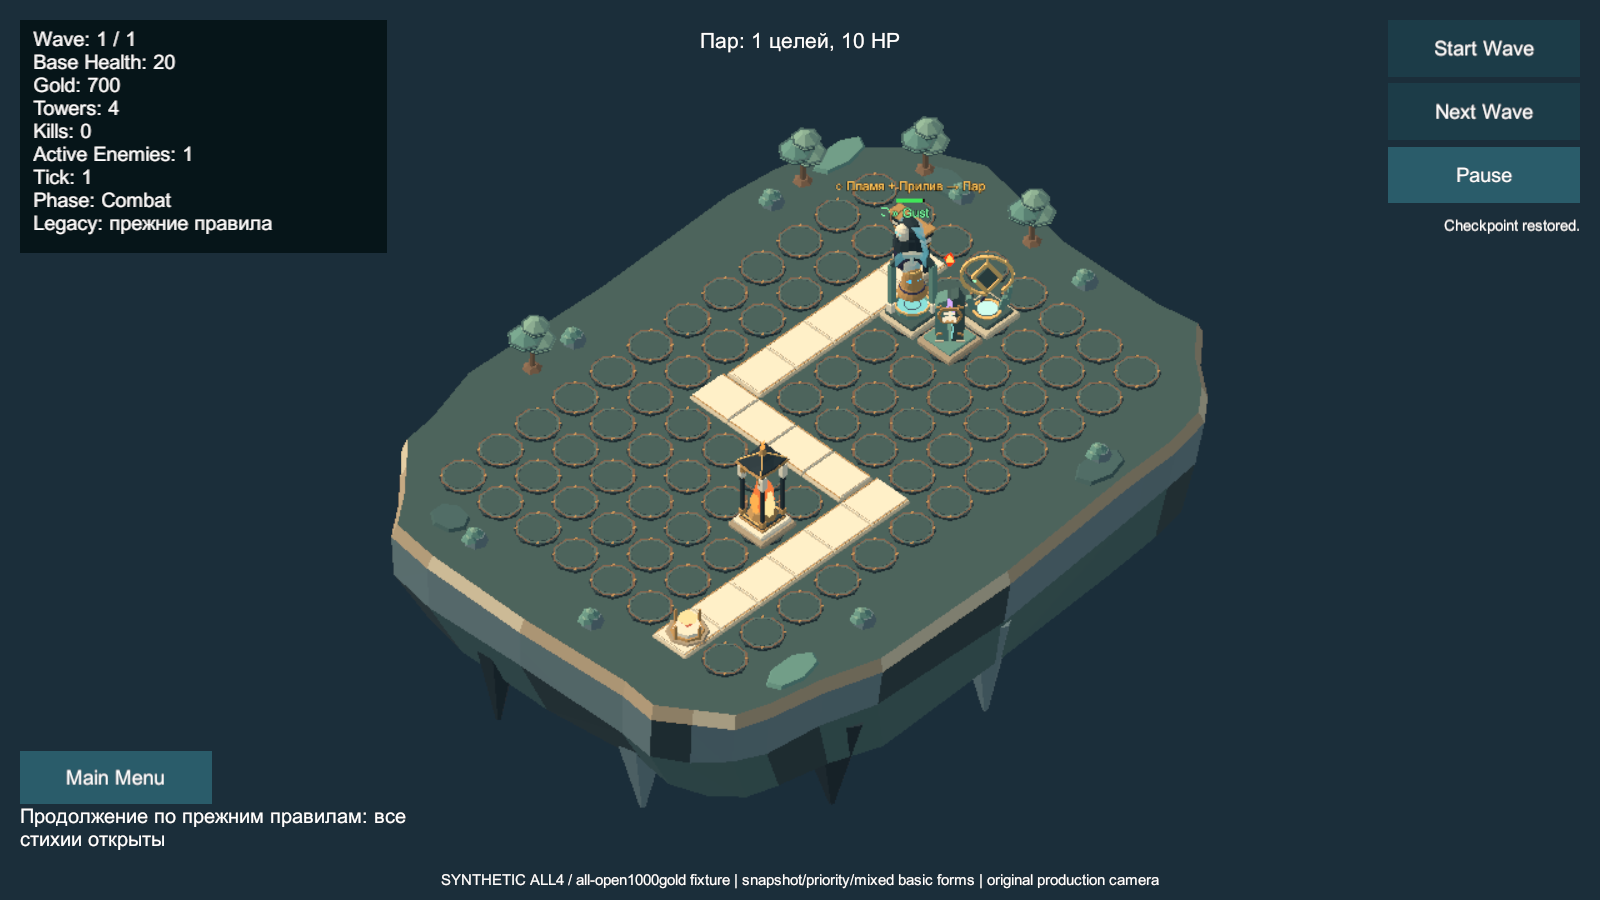 Wave: 1 / 1
Base Health: 20
Gold: 700
Towers: 4
Kills: 0
Active Enemies: 1
Tick: 1
Phase: Combat
Legacy: прежние правила
Пар: 1 целей, 10 HP
Start Wave
Next Wave
Pause
Checkpoint restored.
Пламя + Прилив → Пар
Gust
Main Menu
Продолжение по прежним правилам: все
стихии открыты
SYNTHETIC ALL4 / all-open1000gold fixture | snapshot/priority/mixed basic forms | original production camera